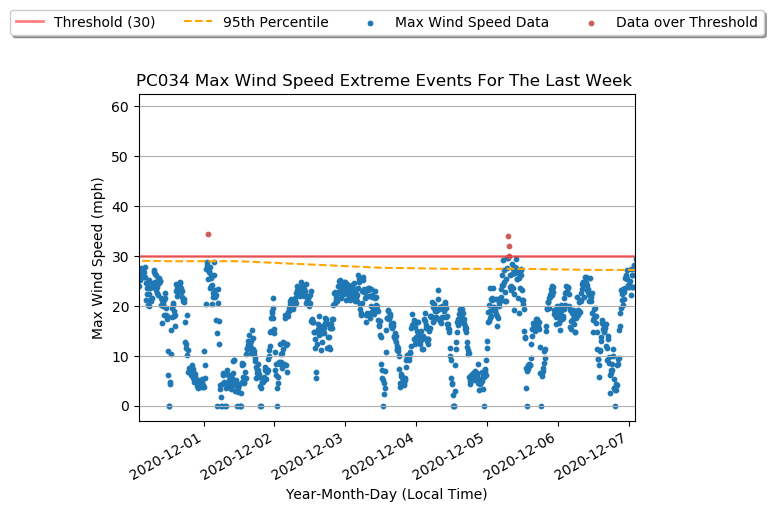 Threshold (30) 95th Percentile Max Wind Speed Data Data over Threshold
PC034 Max Wind Speed Extreme Events For The Last Week
60
50
40
30
20
10
0
Max Wind Speed (mph)
2020-12-01 2020-12-02 2020-12-03 2020-12-04 2020-12-05 2020-12-06 2020-12-07
Year-Month-Day (Local Time)